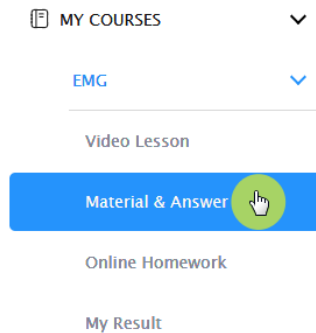 MY COURSES
EMG
Video Lesson
Material & Answer
Online Homework
My Result